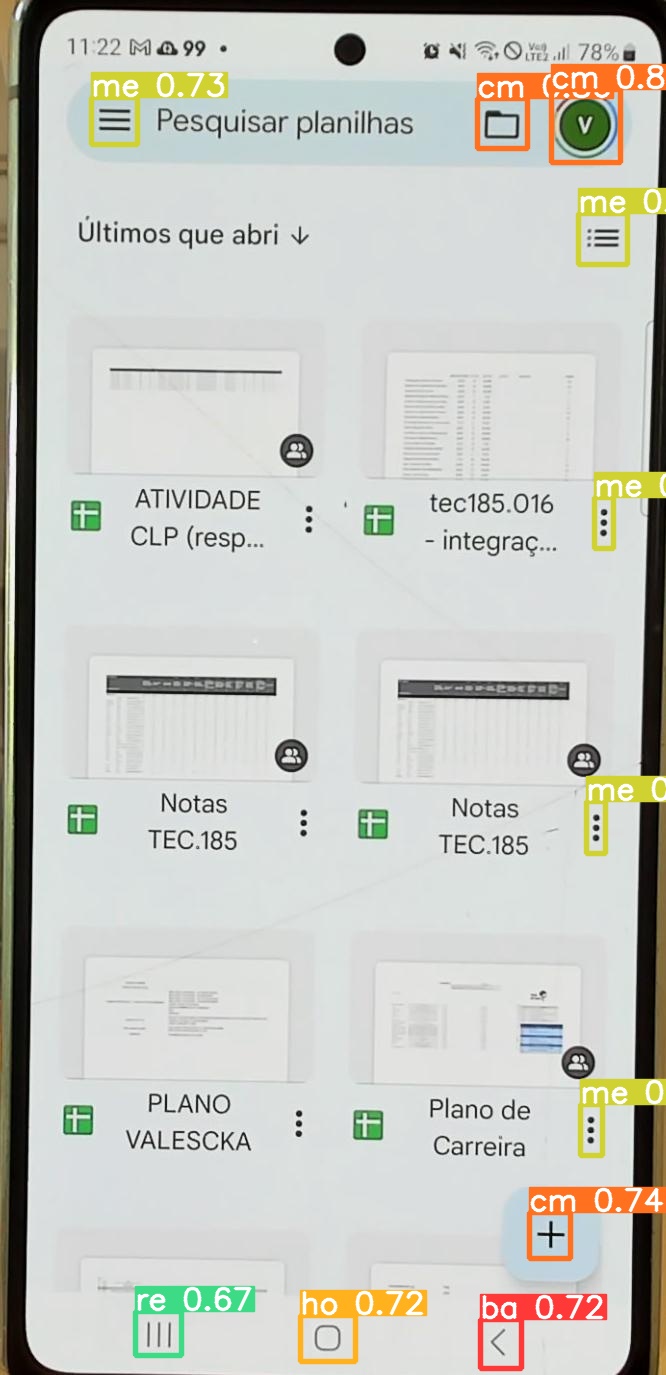 11:22 99 • Vo)) LTE2 78%
me 0.73
cm 0.8
Pesquisar planilhas
V
me 0.
Últimos que abri ↓
me 0
ATIVIDADE
CLP (resp...
tec185.016
- integraç...
me 0
Notas
TEC.185
Notas
TEC.185
me 0
PLANO
VALESCKA
Plano de
Carreira
cm 0.74
re 0.67
ho 0.72
ba 0.72